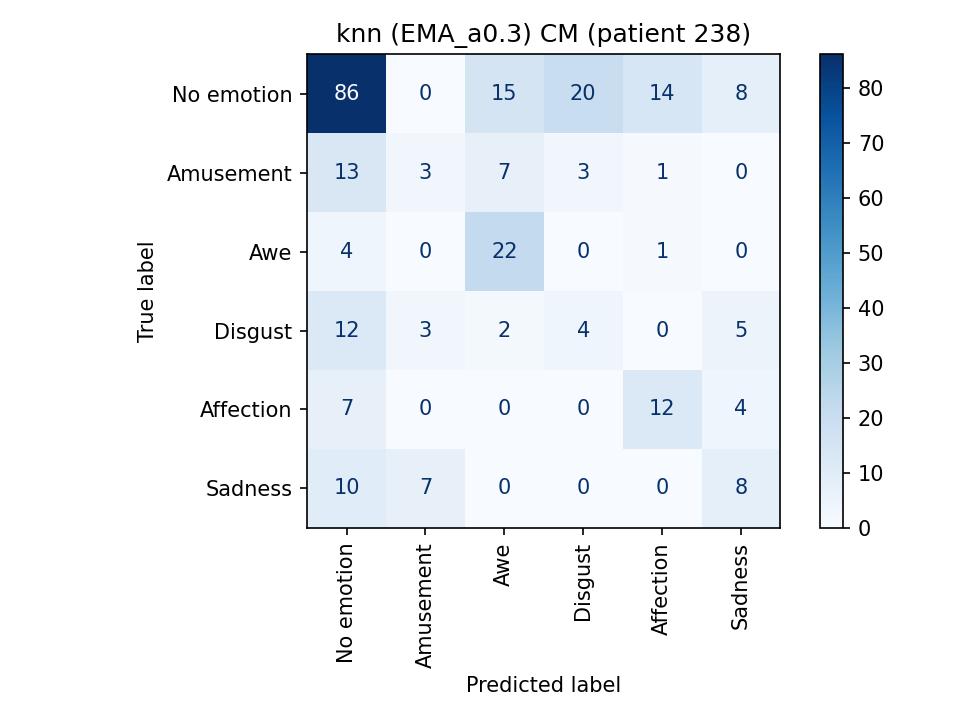 knn (EMA_a0.3) CM (patient 238)
No emotion 86 0 15 20 14 8
Amusement 13 3 7 3 1 0
Awe 4 0 22 0 1 0
Disgust 12 3 2 4 0 5
Affection 7 0 0 0 12 4
Sadness 10 7 0 0 0 8
True label
No emotion
Amusement
Awe
Disgust
Affection
Sadness
Predicted label
80
70
60
50
40
30
20
10
0